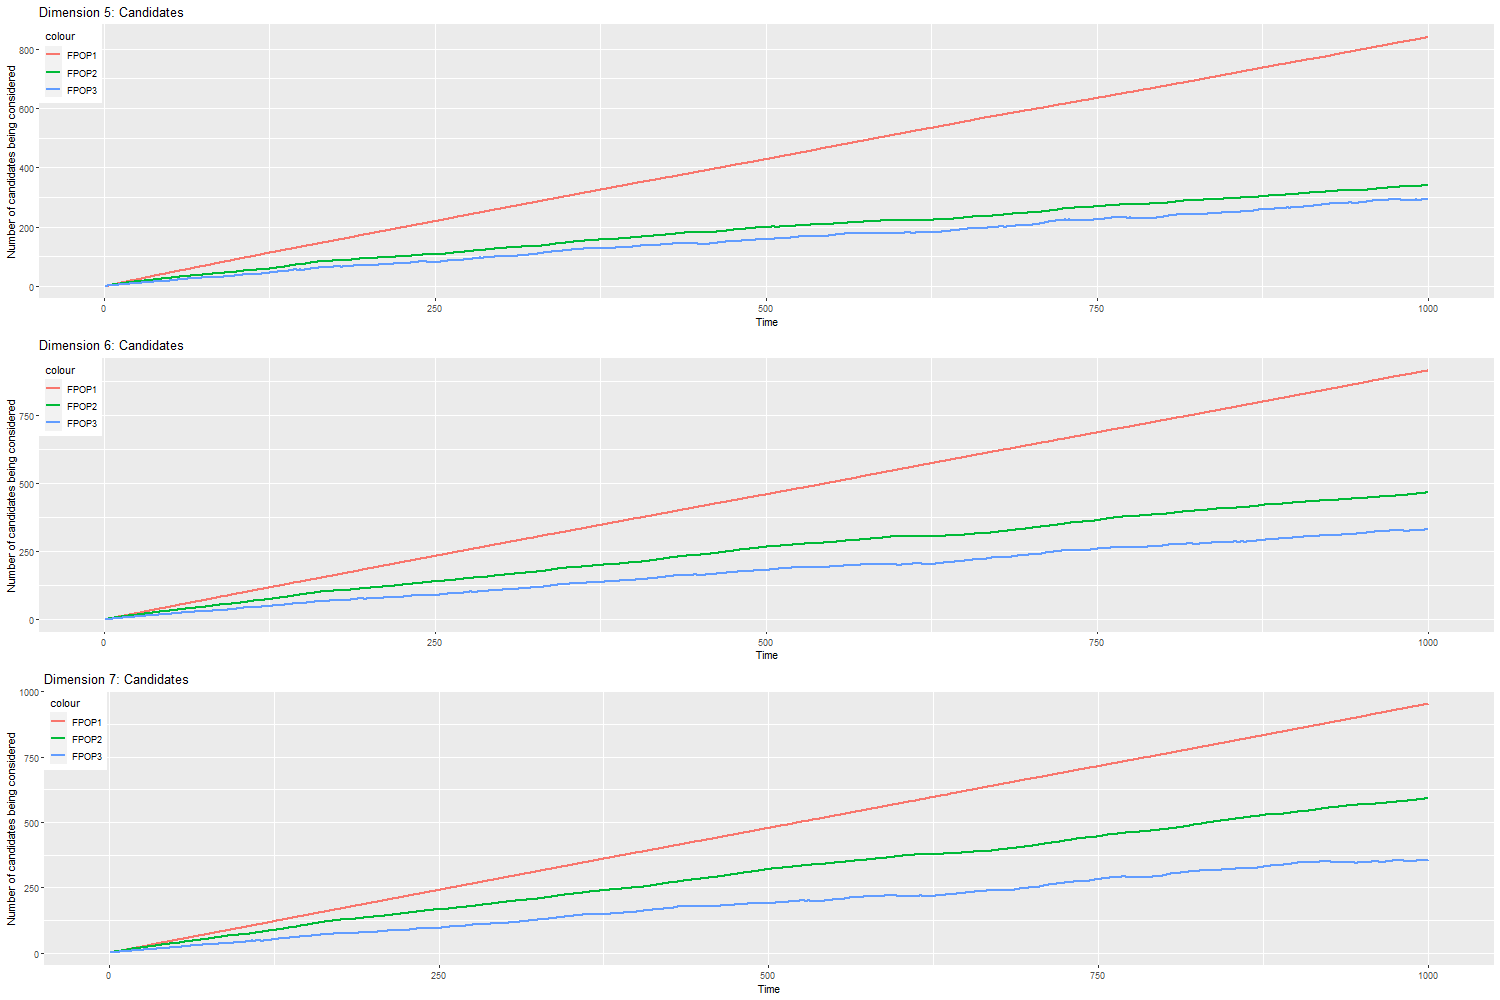 Dimension 5: Candidates
colour
FPOP1
FPOP2
FPOP3
Number of candidates being considered
800
600
400
200
0
0 250 500 750 1000
Time
Dimension 6: Candidates
colour
FPOP1
FPOP2
FPOP3
Number of candidates being considered
750
500
250
0
0 250 500 750 1000
Time
Dimension 7: Candidates
colour
FPOP1
FPOP2
FPOP3
Number of candidates being considered
1000
750
500
250
0
0 250 500 750 1000
Time